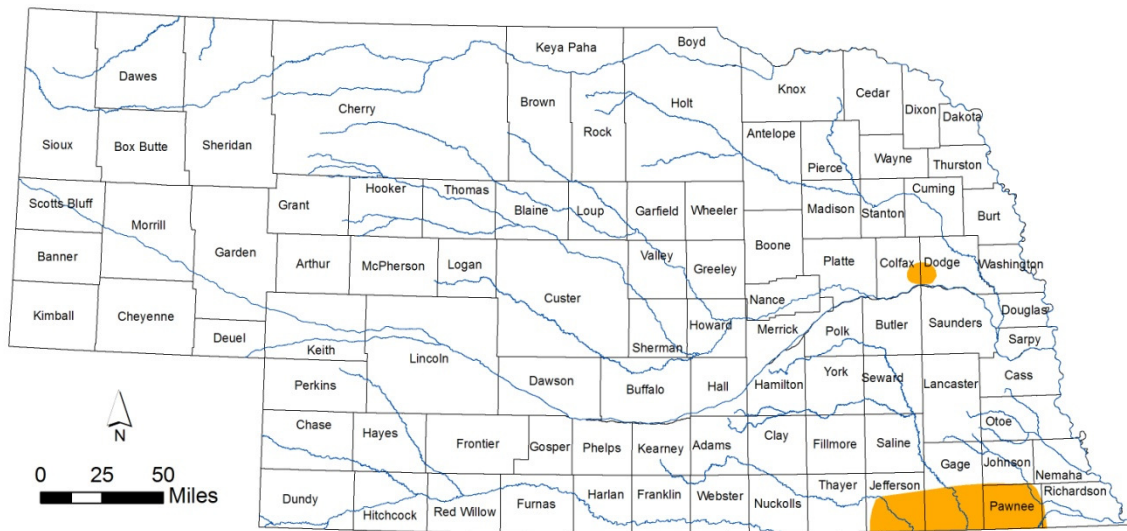 Keya Paha
Boyd
Dawes
Knox
Cedar
Cherry
Brown
Holt
Dixon
Dakota
Rock
Antelope
Sioux
Box Butte
Sheridan
Pierce
Wayne
Thurston
Scotts Bluff
Grant
Hooker
Thomas
Blaine
Loup
Garfield
Wheeler
Madison
Stanton
Cuming
Burt
Morrill
Garden
Boone
Banner
Arthur
McPherson
Logan
Valley
Greeley
Platte
Colfax
Dodge
Washington
Custer
Nance
Kimball
Cheyenne
Deuel
Keith
Lincoln
Sherman
Howard
Merrick
Polk
Butler
Saunders
Douglas
Sarpy
Perkins
Dawson
Buffalo
Hall
Hamilton
York
Seward
Lancaster
Cass
N
Chase
Hayes
Frontier
Gosper
Phelps
Kearney
Adams
Clay
Fillmore
Saline
Otoe
0 25 50
Miles
Gage
Johnson
Nemaha
Dundy
Hitchcock
Red Willow
Furnas
Harlan
Franklin
Webster
Nuckolls
Thayer
Jefferson
Pawnee
Richardson